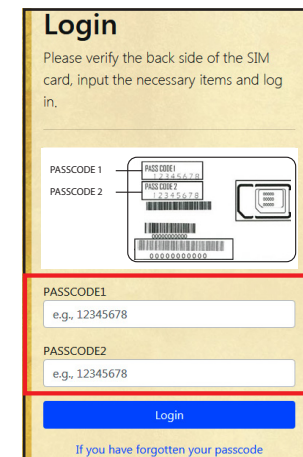 Login
Please verify the back side of the SIM
card, input the necessary items and log
in.
PASSCODE 1
PASS CODE 1
12345678
PASSCODE 2
PASS CODE 2
12345678
00000000000
00000000000
PASSCODE1
e.g., 12345678
PASSCODE2
e.g., 12345678
Login
If you have forgotten your passcode